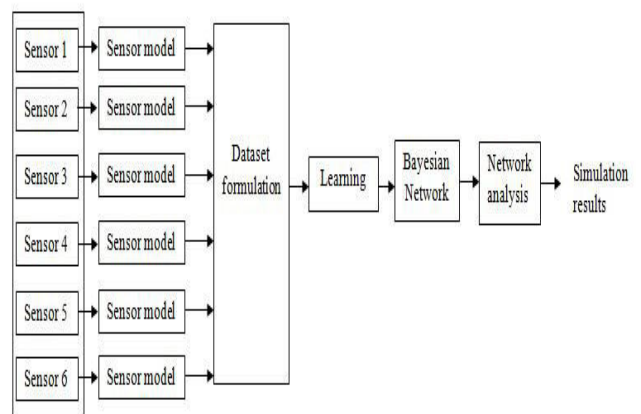 Sensor 1
Sensor model
Sensor 2
Sensor model
Sensor 3
Sensor model
Sensor 4
Sensor model
Sensor 5
Sensor model
Sensor 6
Sensor model
Dataset
formulation
Learning
Bayesian
Network
Network
analysis
Simulation
results